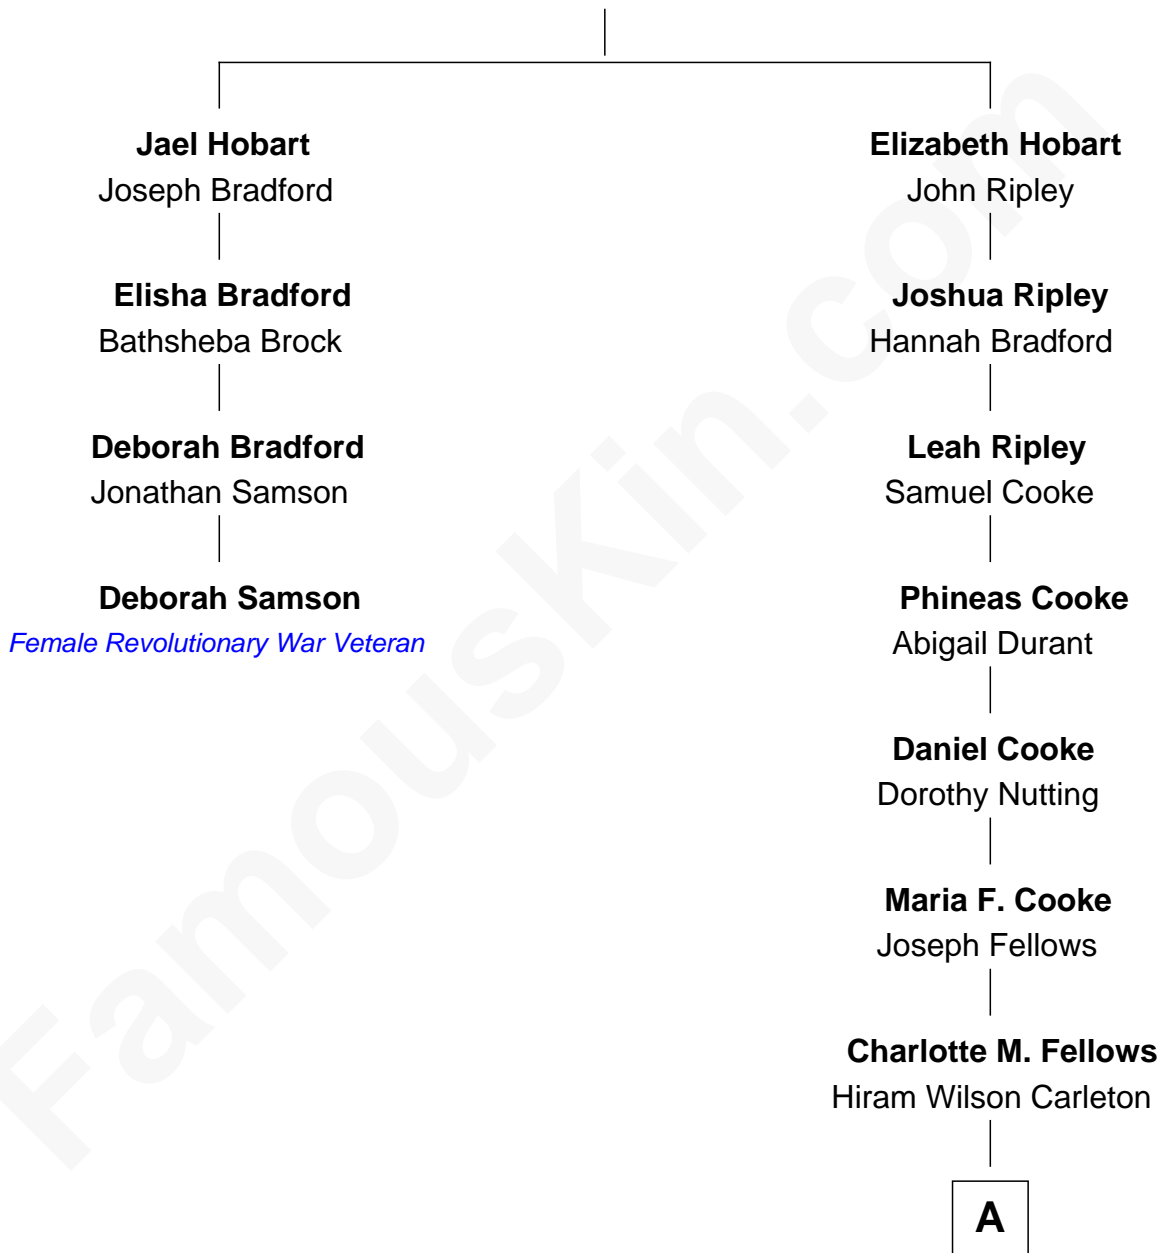 Jael Hobart
Joseph Bradford
Elisha Bradford
Bathsheba Brock
Deborah Bradford
Jonathan Samson
Deborah Samson
Female Revolutionary War Veteran
Elizabeth Hobart
John Ripley
Joshua Ripley
Hannah Bradford
Leah Ripley
Samuel Cooke
Phineas Cooke
Abigail Durant
Daniel Cooke
Dorothy Nutting
Maria F. Cooke
Joseph Fellows
Charlotte M. Fellows
Hiram Wilson Carleton
A
FamousKin.com